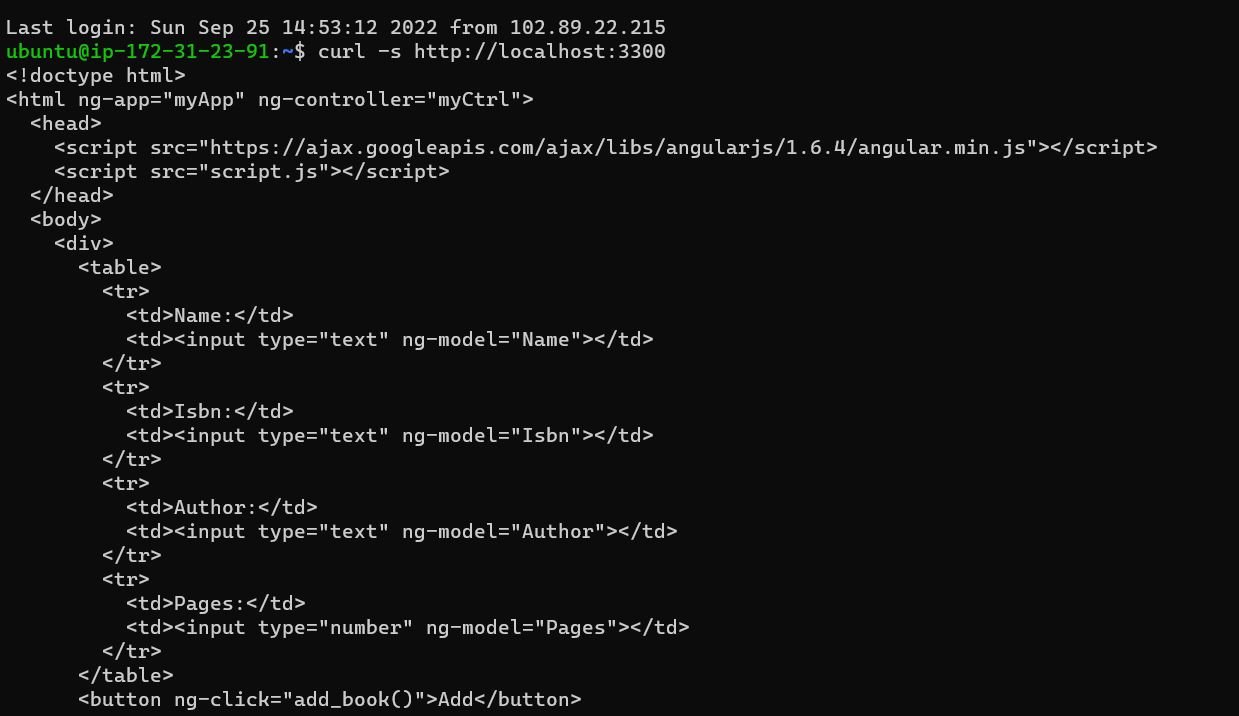 Last login: Sun Sep 25 14:53:12 2022 from 102.89.22.215
ubuntu@ip-172-31-23-91:~$ curl -s http://localhost:3300
<!doctype html>
<html ng-app="myApp" ng-controller="myCtrl">
  <head>
    <script src="https://ajax.googleapis.com/ajax/libs/angularjs/1.6.4/angular.min.js"></script>
    <script src="script.js"></script>
  </head>
  <body>
    <div>
      <table>
        <tr>
          <td>Name:</td>
          <td><input type="text" ng-model="Name"></td>
        </tr>
        <tr>
          <td>Isbn:</td>
          <td><input type="text" ng-model="Isbn"></td>
        </tr>
        <tr>
          <td>Author:</td>
          <td><input type="text" ng-model="Author"></td>
        </tr>
        <tr>
          <td>Pages:</td>
          <td><input type="number" ng-model="Pages"></td>
        </tr>
      </table>
      <button ng-click="add_book()">Add</button>